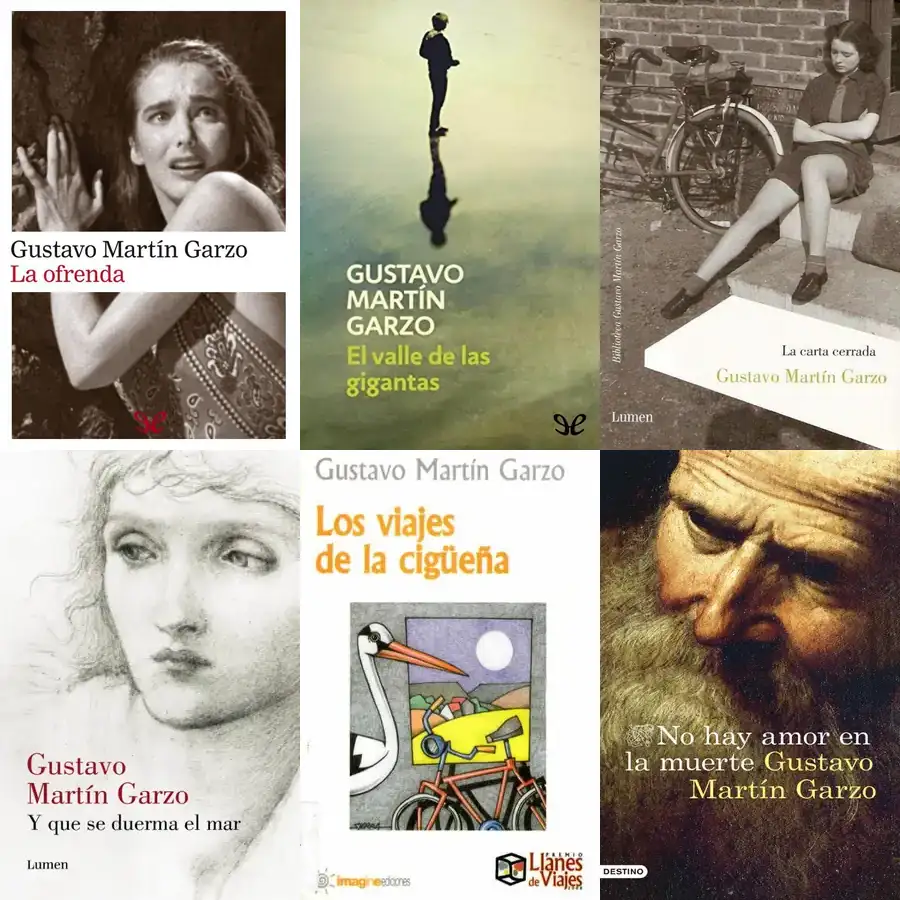 Gustavo Martín Garzo
La ofrenda
GUSTAVO
MARTÍN
GARZO
El valle de las
gigantas
Biblioteca Gustavo Martín Garzo
La carta cerrada
Gustavo Martín Garzo
Lumen
Gustavo
Martín Garzo
Y que se duerma el mar
Lumen
Gustavo Martín Garzo
Los viajes
de la cigüeña
imagineediciones
PREMIO
Llanes
de Viajes
No hay amor en
la muerte Gustavo
Martín Garzo
DESTINO